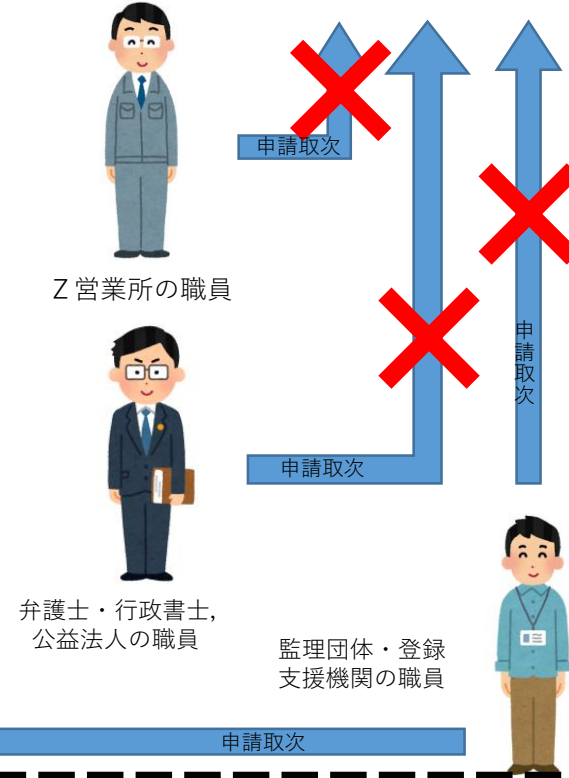 申請取次
Z営業所の職員
申請取次
申請取次
弁護士・行政書士,
公益法人の職員
監理団体・登録
支援機関の職員
申請取次